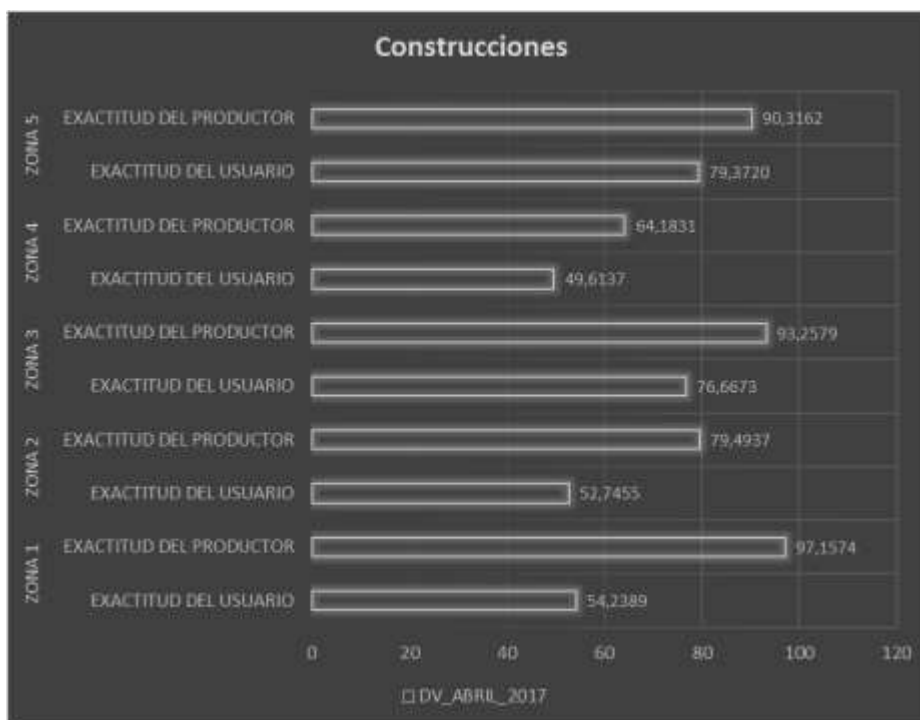 Construcciones
ZONA 5
EXACTITUD DEL PRODUCTOR 90,3162
EXACTITUD DEL USUARIO 79,3720
ZONA 4
EXACTITUD DEL PRODUCTOR 64,1831
EXACTITUD DEL USUARIO 49,6137
ZONA 3
EXACTITUD DEL PRODUCTOR 93,2579
EXACTITUD DEL USUARIO 76,6673
ZONA 2
EXACTITUD DEL PRODUCTOR 79,4937
EXACTITUD DEL USUARIO 52,7455
ZONA 1
EXACTITUD DEL PRODUCTOR 97,1574
EXACTITUD DEL USUARIO 54,2389
0 20 40 60 80 100 120
DV_ABRIL_2017